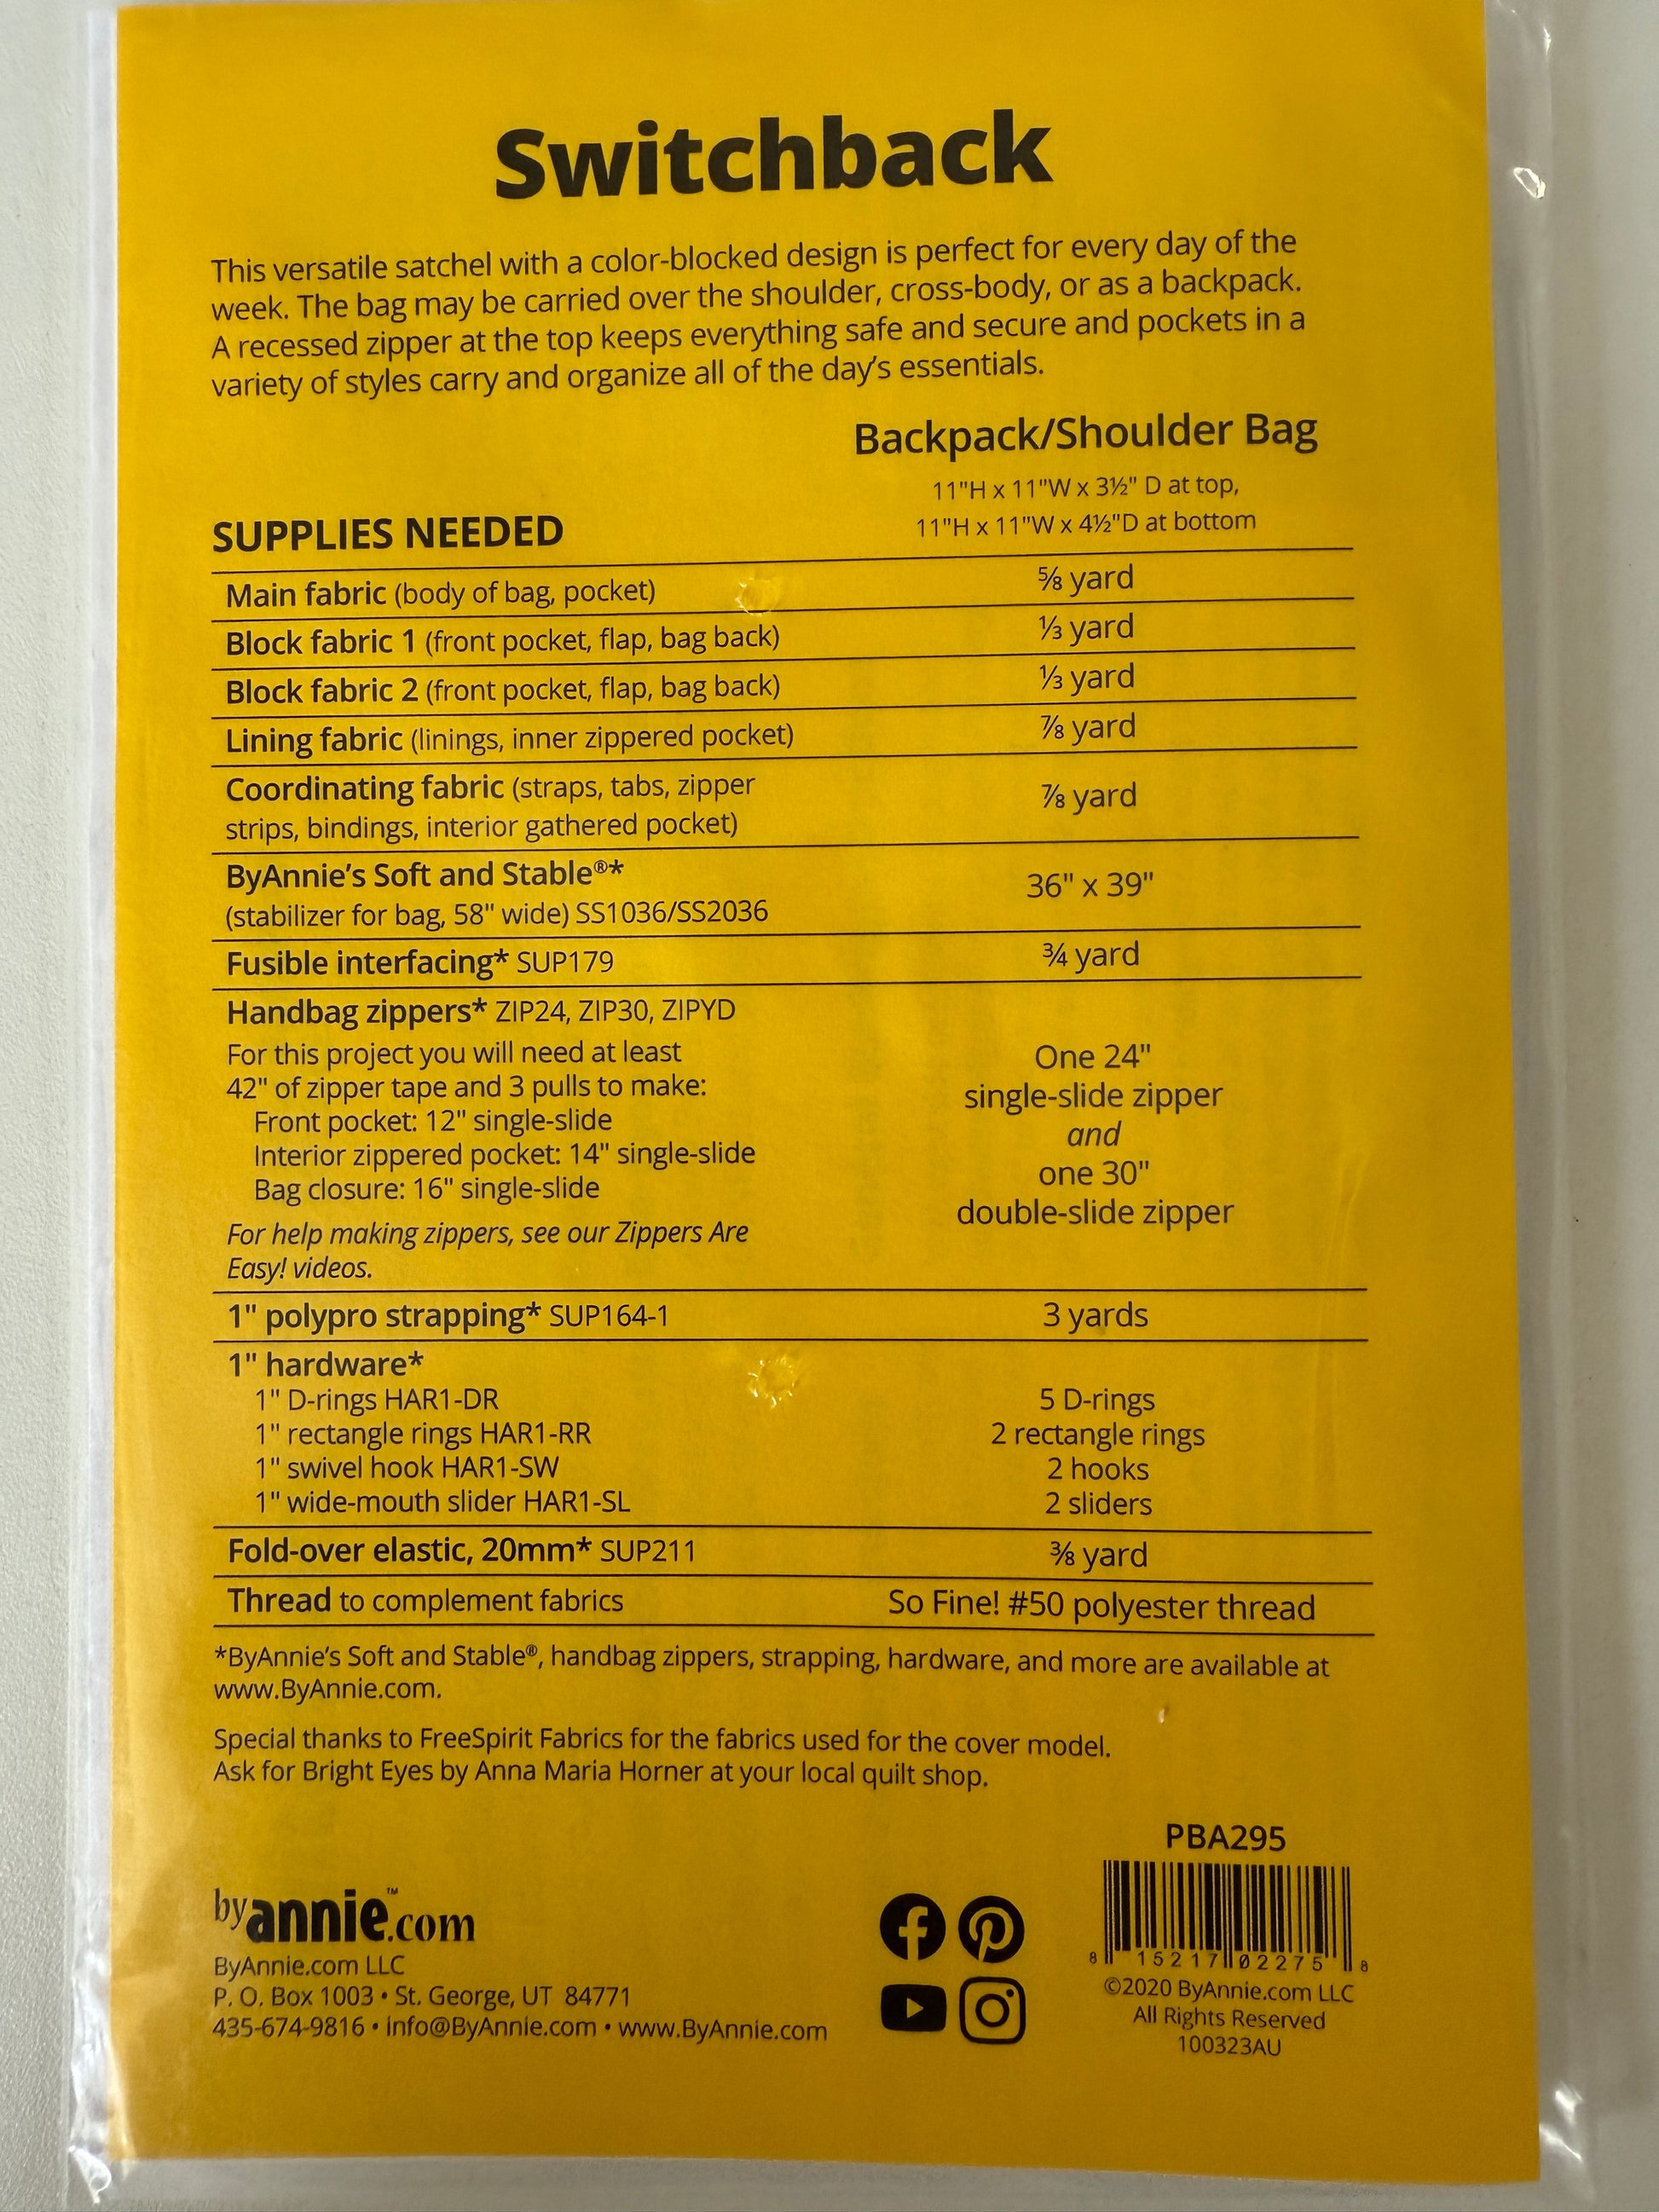 Switchback
This versatile satchel with a color-blocked design is perfect for every day of the
week. The bag may be carried over the shoulder, cross-body, or as a backpack.
A recessed zipper at the top keeps everything safe and secure and pockets in a
variety of styles carry and organize all of the day's essentials.
Backpack/Shoulder Bag
11"H x 11"W x 3½" D at top,
11"H x 11"W x 4½"D at bottom
SUPPLIES NEEDED
Main fabric (body of bag, pocket) ⅝ yard
Block fabric 1 (front pocket, flap, bag back) ⅓ yard
Block fabric 2 (front pocket, flap, bag back) ⅓ yard
Lining fabric (linings, inner zippered pocket) ⅞ yard
Coordinating fabric (straps, tabs, zipper
strips, bindings, interior gathered pocket)
⅞ yard
ByAnnie's Soft and Stable®*
(stabilizer for bag, 58" wide) SS1036/SS2036
36" x 39"
Fusible interfacing* SUP179 ¾ yard
Handbag zippers* ZIP24, ZIP30, ZIPYD
For this project you will need at least
42" of zipper tape and 3 pulls to make:
Front pocket: 12" single-slide
Interior zippered pocket: 14" single-slide
Bag closure: 16" single-slide
For help making zippers, see our Zippers Are
Easy! videos.
One 24"
single-slide zipper
and
one 30"
double-slide zipper
1" polypro strapping* SUP164-1 3 yards
1" hardware*
1" D-rings HAR1-DR 5 D-rings
1" rectangle rings HAR1-RR 2 rectangle rings
1" swivel hook HAR1-SW 2 hooks
1" wide-mouth slider HAR1-SL 2 sliders
Fold-over elastic, 20mm* SUP211 ⅜ yard
Thread to complement fabrics So Fine! #50 polyester thread
*ByAnnie's Soft and Stable®, handbag zippers, strapping, hardware, and more are available at
www.ByAnnie.com.
Special thanks to FreeSpirit Fabrics for the fabrics used for the cover model.
Ask for Bright Eyes by Anna Maria Horner at your local quilt shop.
byannie.com™
ByAnnie.com LLC
P. O. Box 1003 • St. George, UT 84771
435-674-9816 • info@ByAnnie.com • www.ByAnnie.com
PBA295
8 15217 02275 8
©2020 ByAnnie.com LLC
All Rights Reserved
100323AU